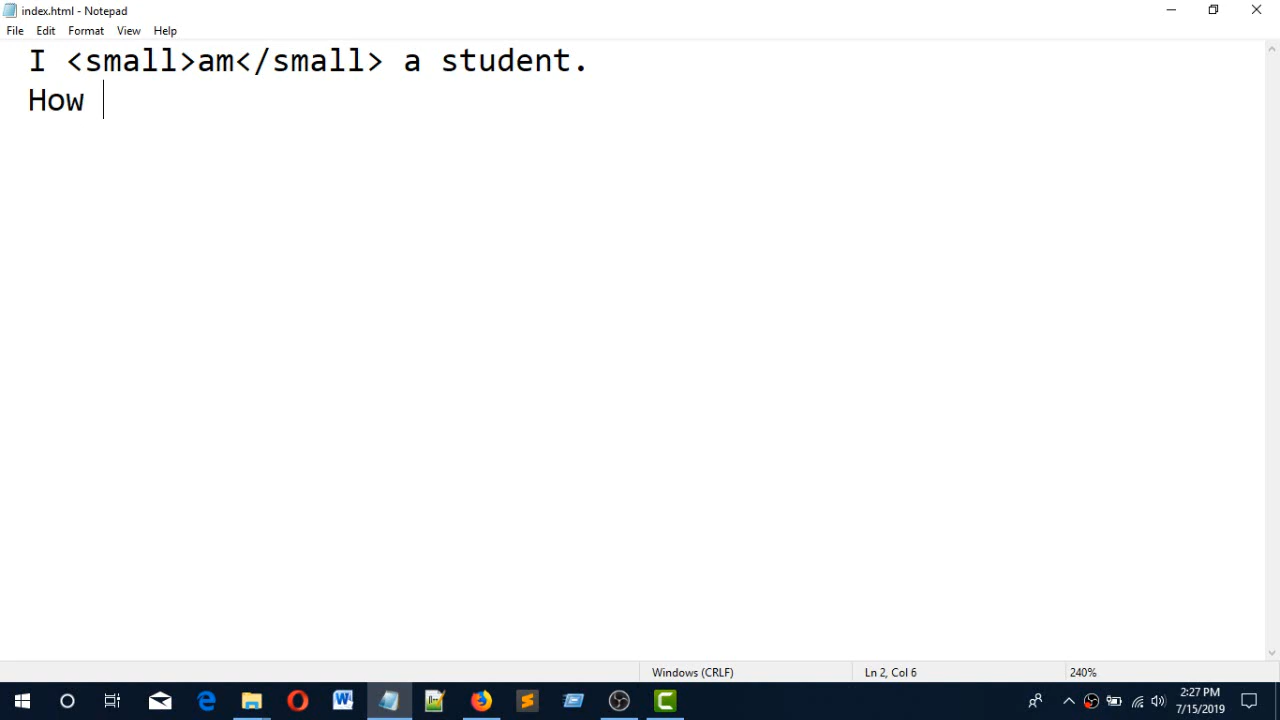 index.html - Notepad
File Edit Format View Help
I <small>am</small> a student.
How
Windows (CRLF) Ln 2, Col 6 240%
2:27 PM
7/15/2019